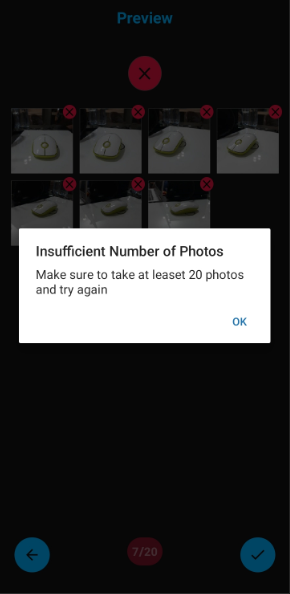 Preview
Insufficient Number of Photos
Make sure to take at leaset 20 photos
and try again
OK
7/20